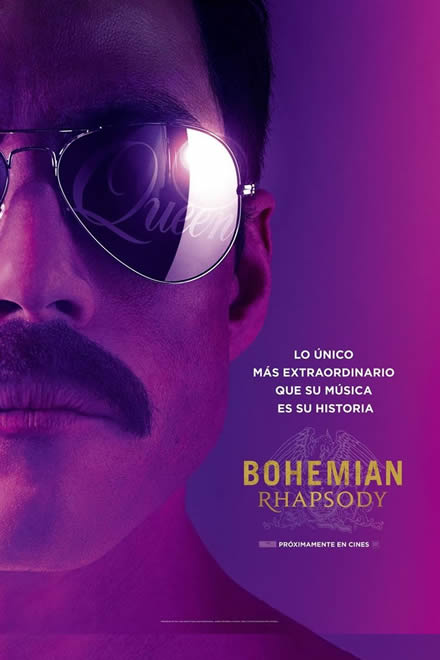 Queen
LO ÚNICO
MÁS EXTRAORDINARIO
QUE SU MÚSICA
ES SU HISTORIA
BOHEMIAN
RHAPSODY
PRÓXIMAMENTE EN CINES